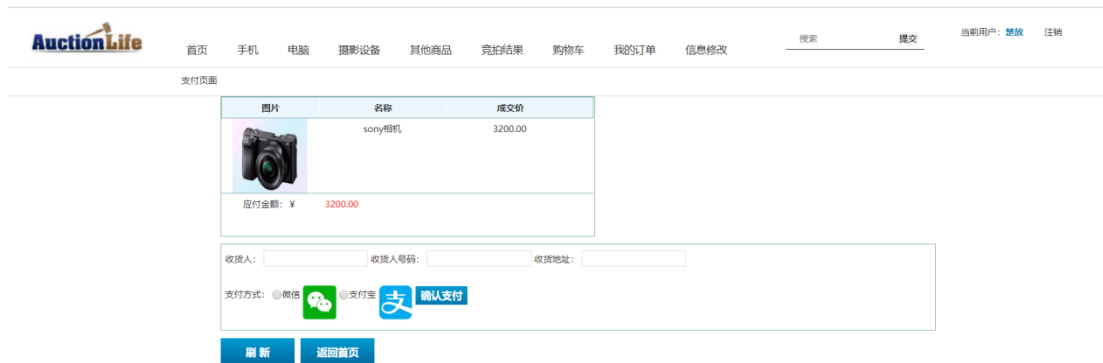 AuctionLife
首页 手机 电脑 摄影设备 其他商品 竞拍结果 购物车 我的订单 信息修改 搜索 提交 当前用户：楚放 注销
支付页面
图片 名称 成交价
sony相机 3200.00
应付金额：¥ 3200.00
收货人： 收货人号码： 收货地址：
支付方式： 微信 支付宝 支 确认支付
刷 新 返回首页